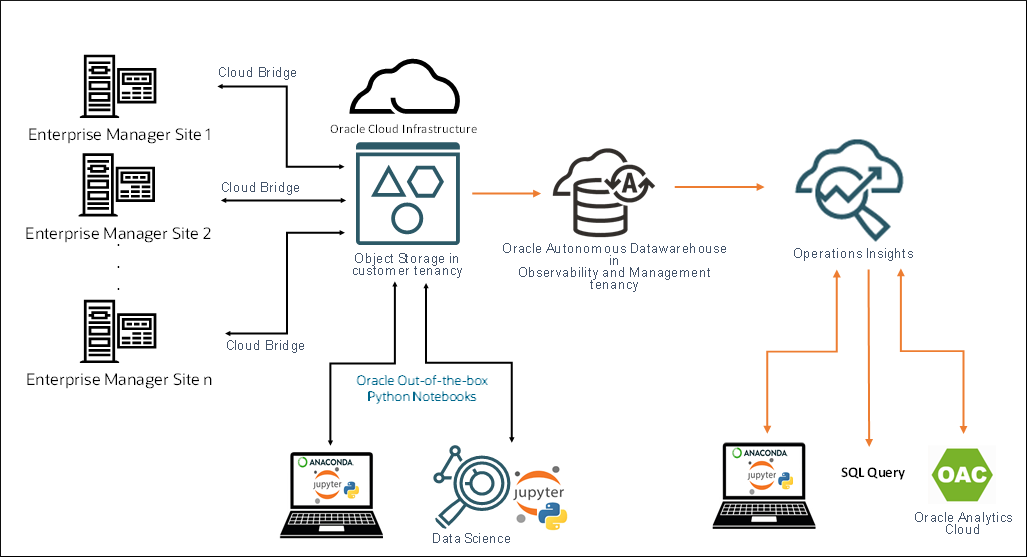 Cloud Bridge
Enterprise Manager Site 1
Oracle Cloud Infrastructure
Cloud Bridge
Enterprise Manager Site 2
.
.
.
Cloud Bridge
Enterprise Manager Site n
Object Storage in
customer tenancy
A
Oracle Autonomous Datawarehouse
in
Observability and Management
tenancy
Operations Insights
Oracle Out-of-the-box
Python Notebooks
ANACONDA
jupyter
jupyter
Data Science
ANACONDA
jupyter
SQL Query
OAC
Oracle Analytics
Cloud